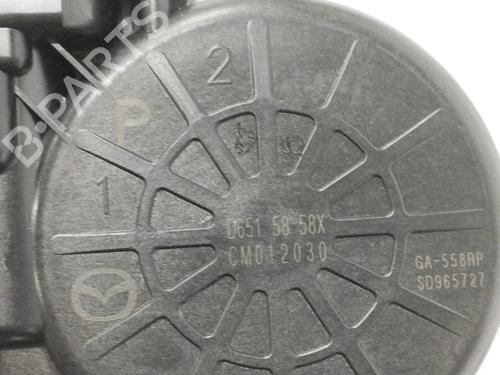 B-PARTS
2
P
1
D651 58 58X
CM012030
GA-558RP
SD965727